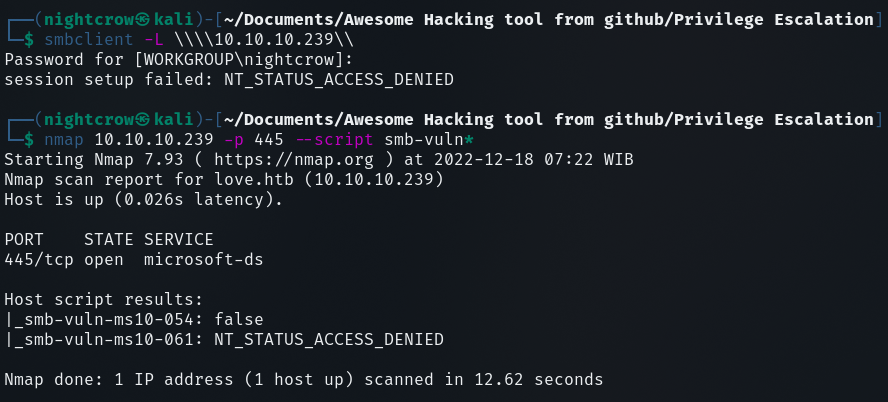 ┌──(nightcrow㉿kali)-[~/Documents/Awesome Hacking tool from github/Privilege Escalation]
└─$ smbclient -L \\\\10.10.10.239\\
Password for [WORKGROUP\nightcrow]:
session setup failed: NT_STATUS_ACCESS_DENIED
┌──(nightcrow㉿kali)-[~/Documents/Awesome Hacking tool from github/Privilege Escalation]
└─$ nmap 10.10.10.239 -p 445 --script smb-vuln*
Starting Nmap 7.93 ( https://nmap.org ) at 2022-12-18 07:22 WIB
Nmap scan report for love.htb (10.10.10.239)
Host is up (0.026s latency).
PORT    STATE SERVICE
445/tcp open  microsoft-ds
Host script results:
|_smb-vuln-ms10-054: false
|_smb-vuln-ms10-061: NT_STATUS_ACCESS_DENIED
Nmap done: 1 IP address (1 host up) scanned in 12.62 seconds